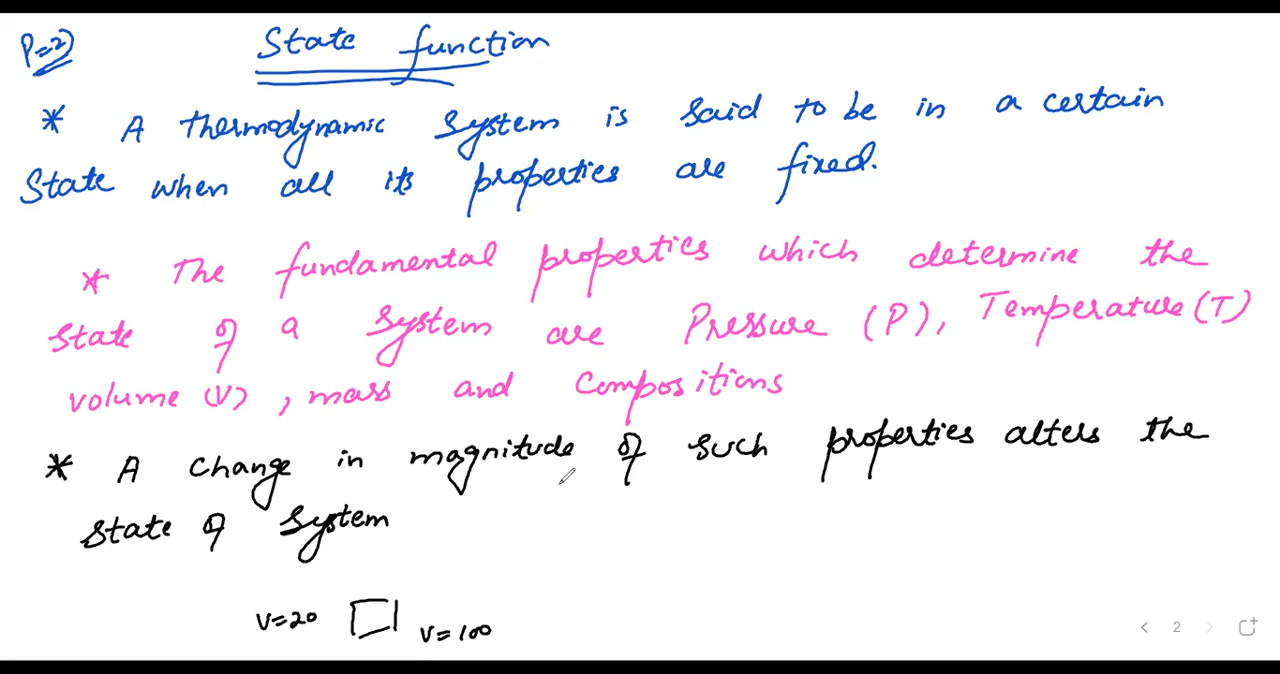 P=2)
State function
* A thermodynamic system is said to be in a certain
State when all its properties are fixed.
* The fundamental properties which determine the
state of a system are Pressure (P), Temperature (T)
volume (V), mass and Compositions
* A change in magnitude of such properties alters the
state of system
V=20
V=100
2